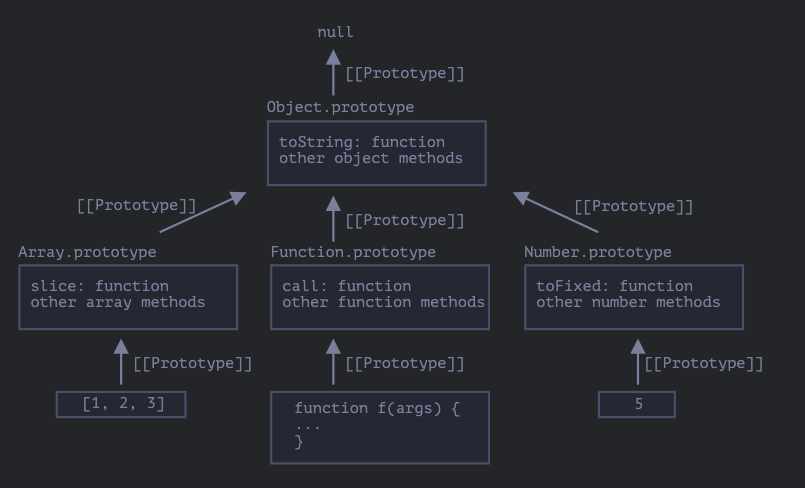 null
[[Prototype]]
Object.prototype
toString: function
other object methods
[[Prototype]]
[[Prototype]]
[[Prototype]]
Array.prototype
slice: function
other array methods
Function.prototype
call: function
other function methods
Number.prototype
toFixed: function
other number methods
[[Prototype]]
[[Prototype]]
[[Prototype]]
[1, 2, 3]
function f(args) {
...
}
5